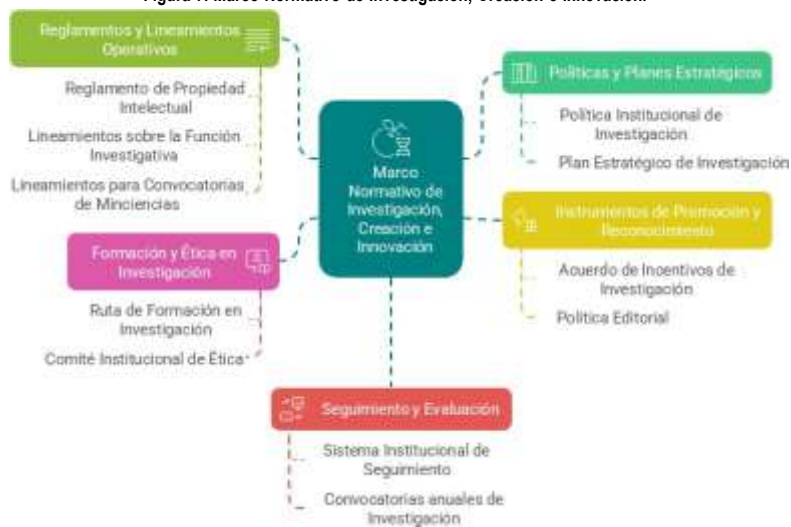 Reglamentos y Lineamientos
Operativos
Reglamento de Propiedad
Intelectual
Lineamientos sobre la Función
Investigativa
Lineamientos para Convocatorias
de Minciencias
Formación y Ética en
Investigación
Ruta de Formación en
Investigación
Comité Institucional de Ética
Marco
Normativo de
Investigación,
Creación e
Innovación
Políticas y Planes Estratégicos
Política Institucional de
Investigación
Plan Estratégico de Investigación
Instrumentos de Promoción y
Reconocimiento
Acuerdo de Incentivos de
Investigación
Política Editorial
Seguimiento y Evaluación
Sistema Institucional de
Seguimiento
Convocatorias anuales de
Investigación